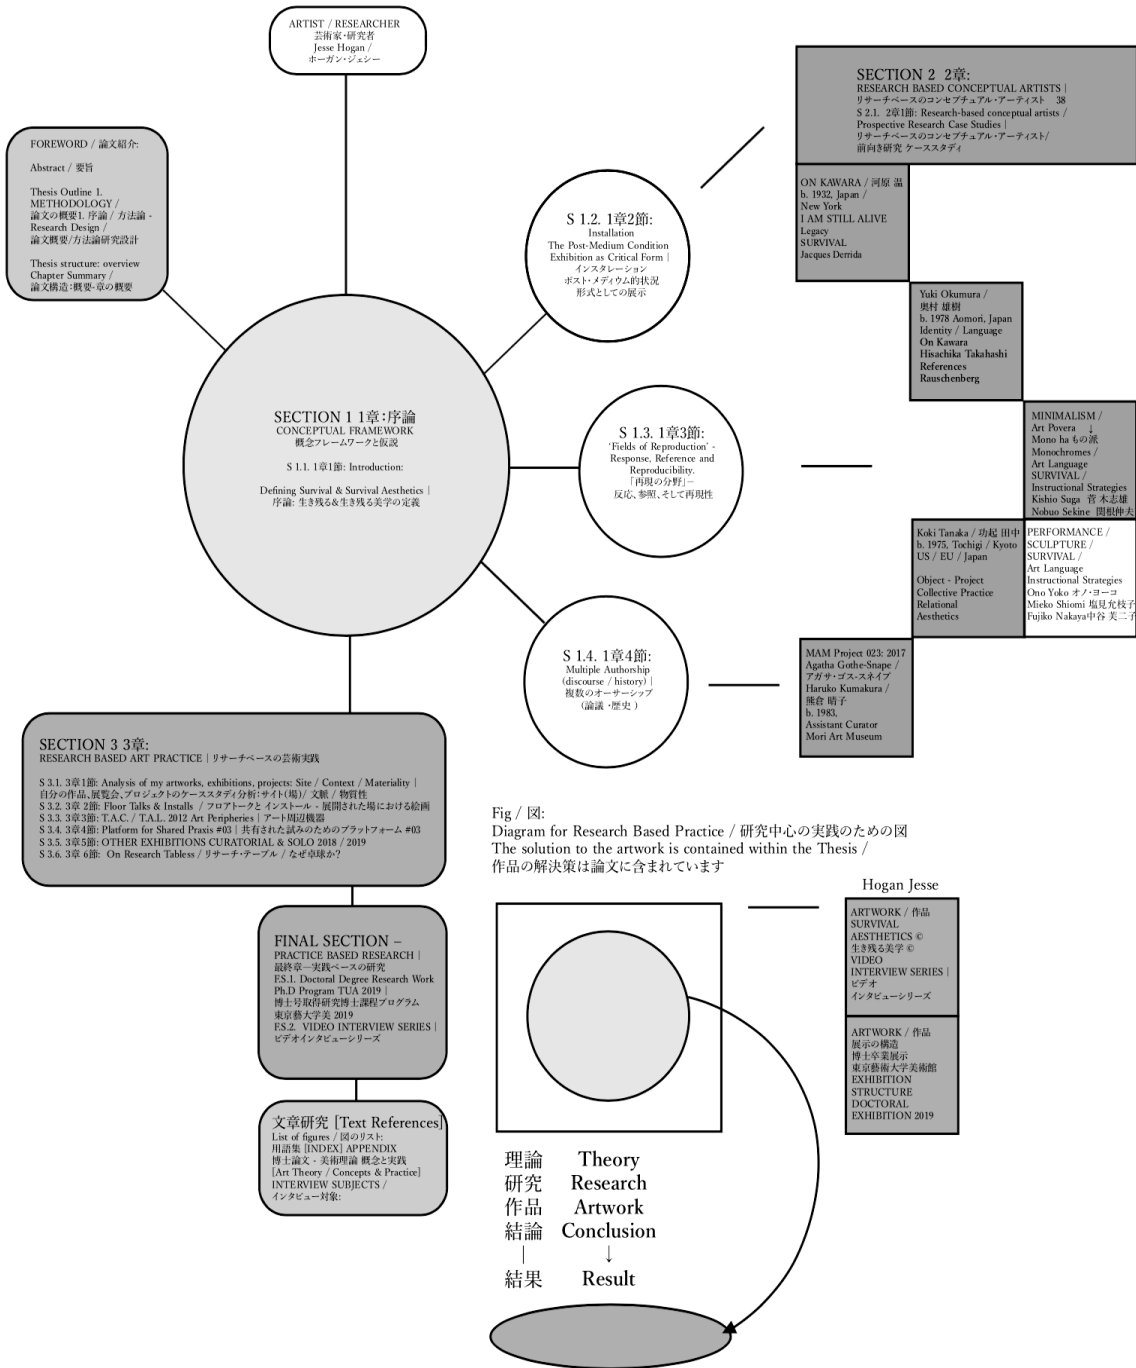 ARTIST / RESEARCHER
芸術家・研究者
Jesse Hogan /
ホーガン・ジェシー
FOREWORD / 論文紹介:
Abstract / 要旨
Thesis Outline 1.
METHODOLOGY /
論文の概要1. 序論 / 方法論 -
Research Design /
論文概要/方法論研究設計
Thesis structure: overview
Chapter Summary /
論文構造:概要-章の概要
SECTION 1 1章:序論
CONCEPTUAL FRAMEWORK
概念フレームワークと仮説
S 1.1. 1章1節: Introduction:
Defining Survival & Survival Aesthetics |
序論: 生き残る&生き残る美学の定義
S 1.2. 1章2節:
Installation
The Post-Medium Condition
Exhibition as Critical Form |
インスタレーション
ポスト・メディウム的状況
形式としての展示
S 1.3. 1章3節:
'Fields of Reproduction' -
Response, Reference and
Reproducibility.
「再現の分野」–
反応、参照、そして再現性
S 1.4. 1章4節:
Multiple Authorship
(discourse / history) |
複数のオーサーシップ
(論議・歴史 )
SECTION 2 2章:
RESEARCH BASED CONCEPTUAL ARTISTS |
リサーチベースのコンセプチュアル・アーティスト 38
S 2.1. 2章1節: Research-based conceptual artists /
Prospective Research Case Studies |
リサーチベースのコンセプチュアル・アーティスト/
前向き研究 ケーススタディ
ON KAWARA / 河原 温
b. 1932, Japan /
New York
I AM STILL ALIVE
Legacy
SURVIVAL
Jacques Derrida
Yuki Okumura /
奥村 雄樹
b. 1978 Aomori, Japan
Identity / Language
On Kawara
Hisachika Takahashi
References
Rauschenberg
MINIMALISM /
Art Povera ↓
Mono ha もの派
Monochromes /
Art Language
SURVIVAL /
Instructional Strategies
Kishio Suga 菅 木志雄
Nobuo Sekine 関根伸夫
Koki Tanaka / 功起 田中
b. 1975, Tochigi / Kyoto
US / EU / Japan
Object - Project
Collective Practice
Relational
Aesthetics
PERFORMANCE /
SCULPTURE /
SURVIVAL /
Art Language
Instructional Strategies
Ono Yoko オノ・ヨーコ
Mieko Shiomi 塩見允枝子
Fujiko Nakaya中谷 芙二子
MAM Project 023: 2017
Agatha Gothe-Snape /
アガサ・ゴス-スネイプ
Haruko Kumakura /
熊倉 晴子
b. 1983,
Assistant Curator
Mori Art Museum
SECTION 3 3章:
RESEARCH BASED ART PRACTICE | リサーチベースの芸術実践
S 3.1. 3章1節: Analysis of my artworks, exhibitions, projects: Site / Context / Materiality |
自分の作品、展覧会、プロジェクトのケーススタディ分析: サイト(場)/ 文脈 / 物質性
S 3.2. 3章 2節: Floor Talks & Installs / フロアトークと インストール - 展開された場における絵画
S 3.3. 3章3節: T.A.C. / T.A.L. 2012 Art Peripheries | アート周辺機器
S 3.4. 3章4節: Platform for Shared Praxis #03 | 共有された試みのためのプラットフォーム #03
S 3.5. 3章5節: OTHER EXHIBITIONS CURATORIAL & SOLO 2018 / 2019
S 3.6. 3章 6節: On Research Tabless / リサーチ・テーブル / なぜ卓球か?
FINAL SECTION –
PRACTICE BASED RESEARCH |
最終章—実践ベースの研究
F.S.1. Doctoral Degree Research Work
Ph.D Program TUA 2019 |
博士号取得研究博士課程プログラム
東京藝大学美 2019
F.S.2. VIDEO INTERVIEW SERIES |
ビデオインタビューシリーズ
文章研究 [Text References]
List of figures / 図のリスト:
用語集 [INDEX] APPENDIX
博士論文 - 美術理論 概念と実践
[Art Theory / Concepts & Practice]
INTERVIEW SUBJECTS /
インタビュー対象:
Fig / 図:
Diagram for Research Based Practice / 研究中心の実践のための図
The solution to the artwork is contained within the Thesis /
作品の解決策は論文に含まれています
Hogan Jesse
ARTWORK / 作品
SURVIVAL
AESTHETICS ©
生き残る美学 ©
VIDEO
INTERVIEW SERIES |
ビデオ
インタビューシリーズ
ARTWORK / 作品
展示の構造
博士卒業展示
東京藝術大学美術館
EXHIBITION
STRUCTURE
DOCTORAL
EXHIBITION 2019
理論 Theory
研究 Research
作品 Artwork
結論 Conclusion
| ↓
結果 Result